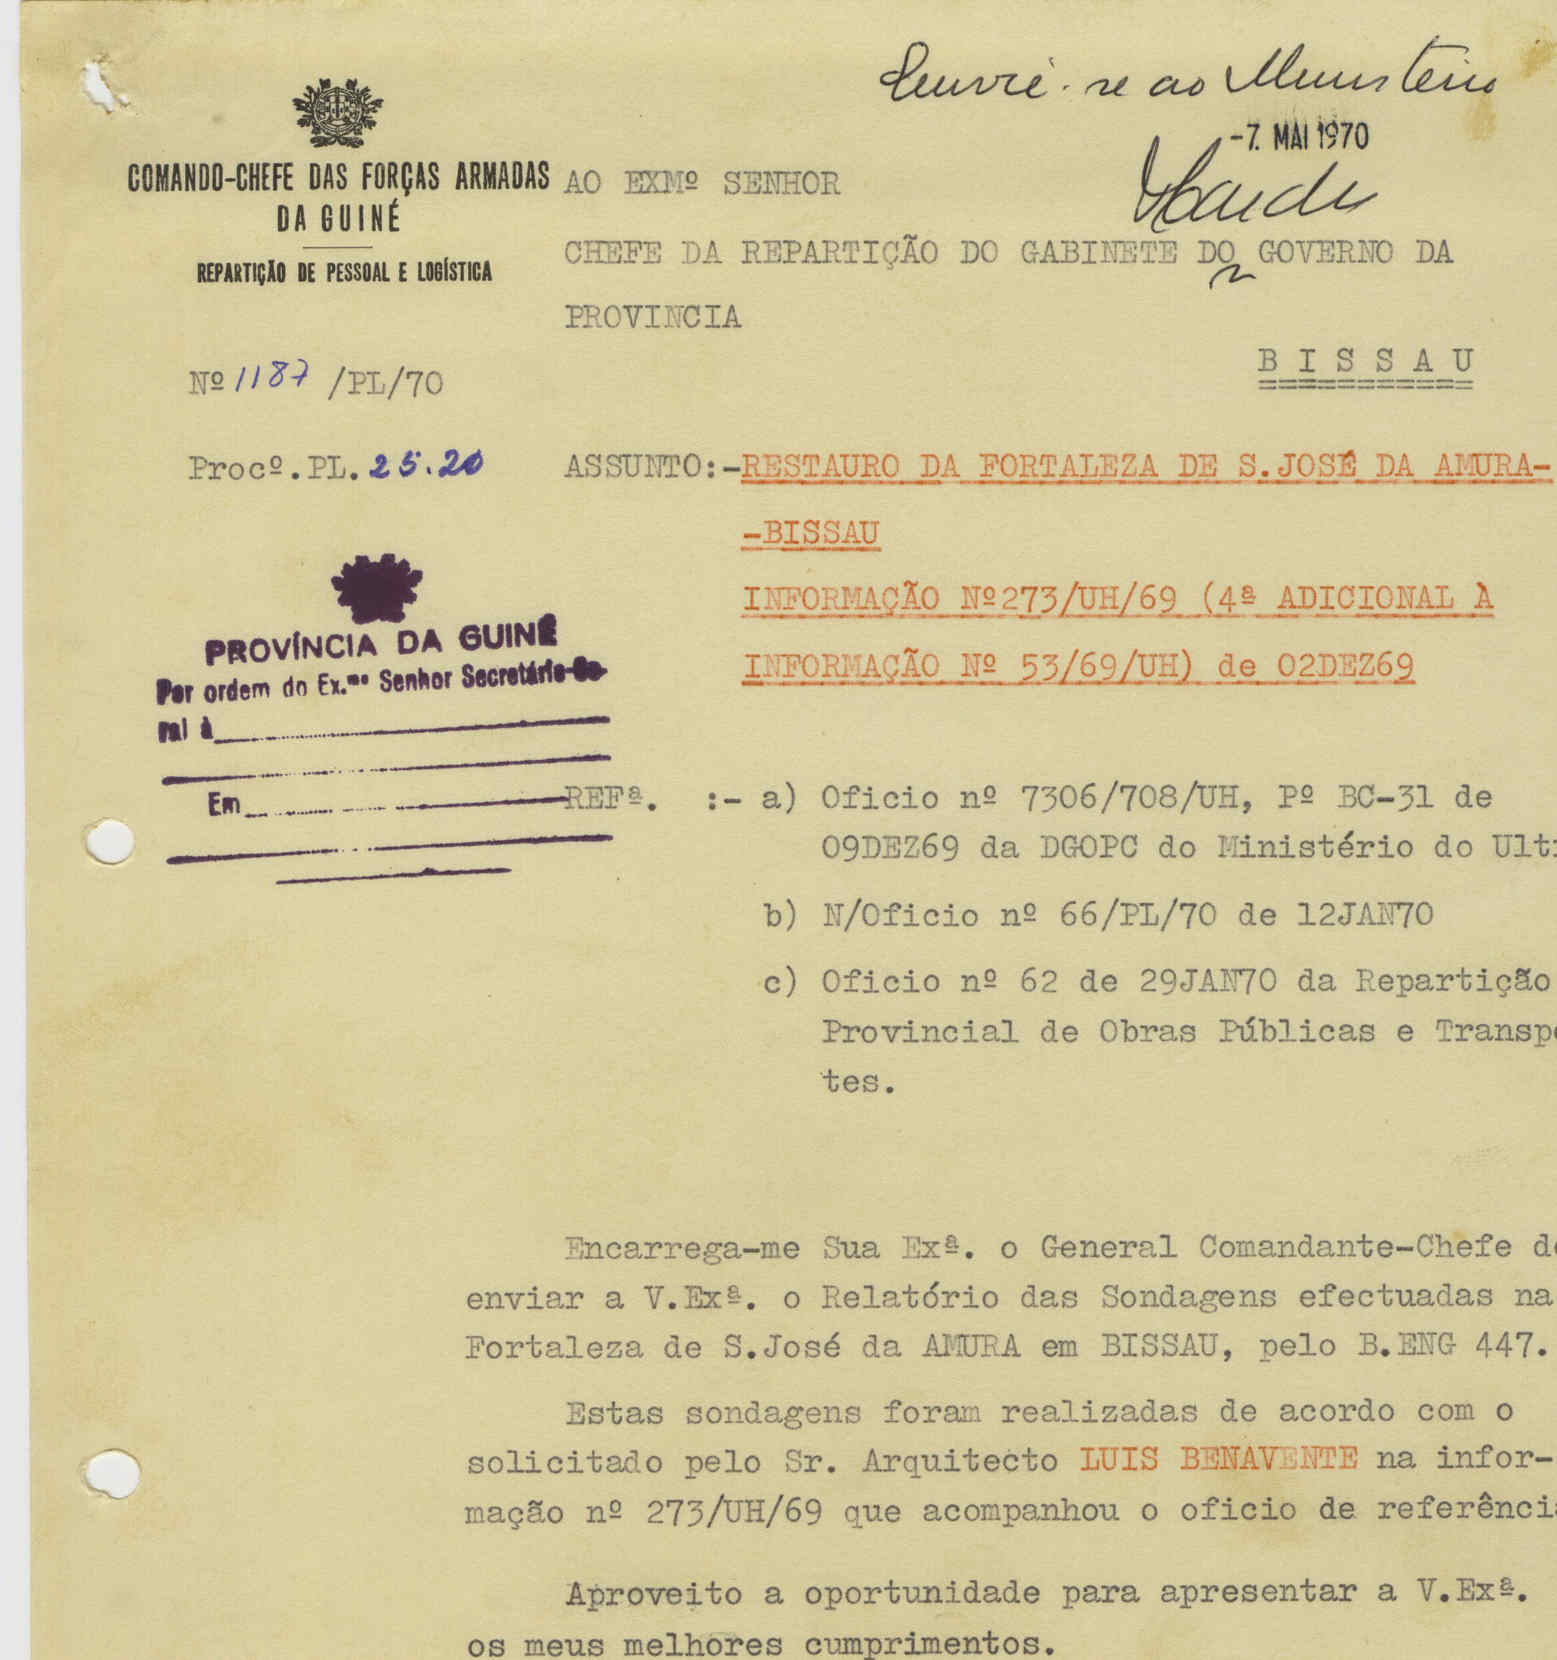 Envie-se ao Ministério
-7. MAI 1970
COMANDO-CHEFE DAS FORÇAS ARMADAS
DA GUINÉ
REPARTIÇÃO DE PESSOAL E LOGÍSTICA
AO EXMº SENHOR
CHEFE DA REPARTIÇÃO DO GABINETE DO GOVERNO DA
PROVINCIA
B I S S A U
Nº 1187 /PL/70
Procº.PL. 25.20
ASSUNTO:-RESTAURO DA FORTALEZA DE S.JOSÉ DA AMURA-
-BISSAU
INFORMAÇÃO Nº273/UH/69 (4ª ADICIONAL À
INFORMAÇÃO Nº 53/69/UH) de 02DEZ69
PROVÍNCIA DA GUINÉ
Por ordem do Ex.mo Senhor Secretário-Ge-
ral à
Em
REFª. :- a) Oficio nº 7306/708/UH, Pº BC-31 de
09DEZ69 da DGOPC do Ministério do Ult
b) N/Oficio nº 66/PL/70 de 12JAN70
c) Oficio nº 62 de 29JAN70 da Repartição
Provincial de Obras Públicas e Transp
tes.
Encarrega-me Sua Exª. o General Comandante-Chefe de
enviar a V.Exª. o Relatório das Sondagens efectuadas na
Fortaleza de S.José da AMURA em BISSAU, pelo B.ENG 447.
Estas sondagens foram realizadas de acordo com o
solicitado pelo Sr. Arquitecto LUIS BENAVENTE na infor-
mação nº 273/UH/69 que acompanhou o oficio de referênci
Aproveito a oportunidade para apresentar a V.Exª.
os meus melhores cumprimentos.